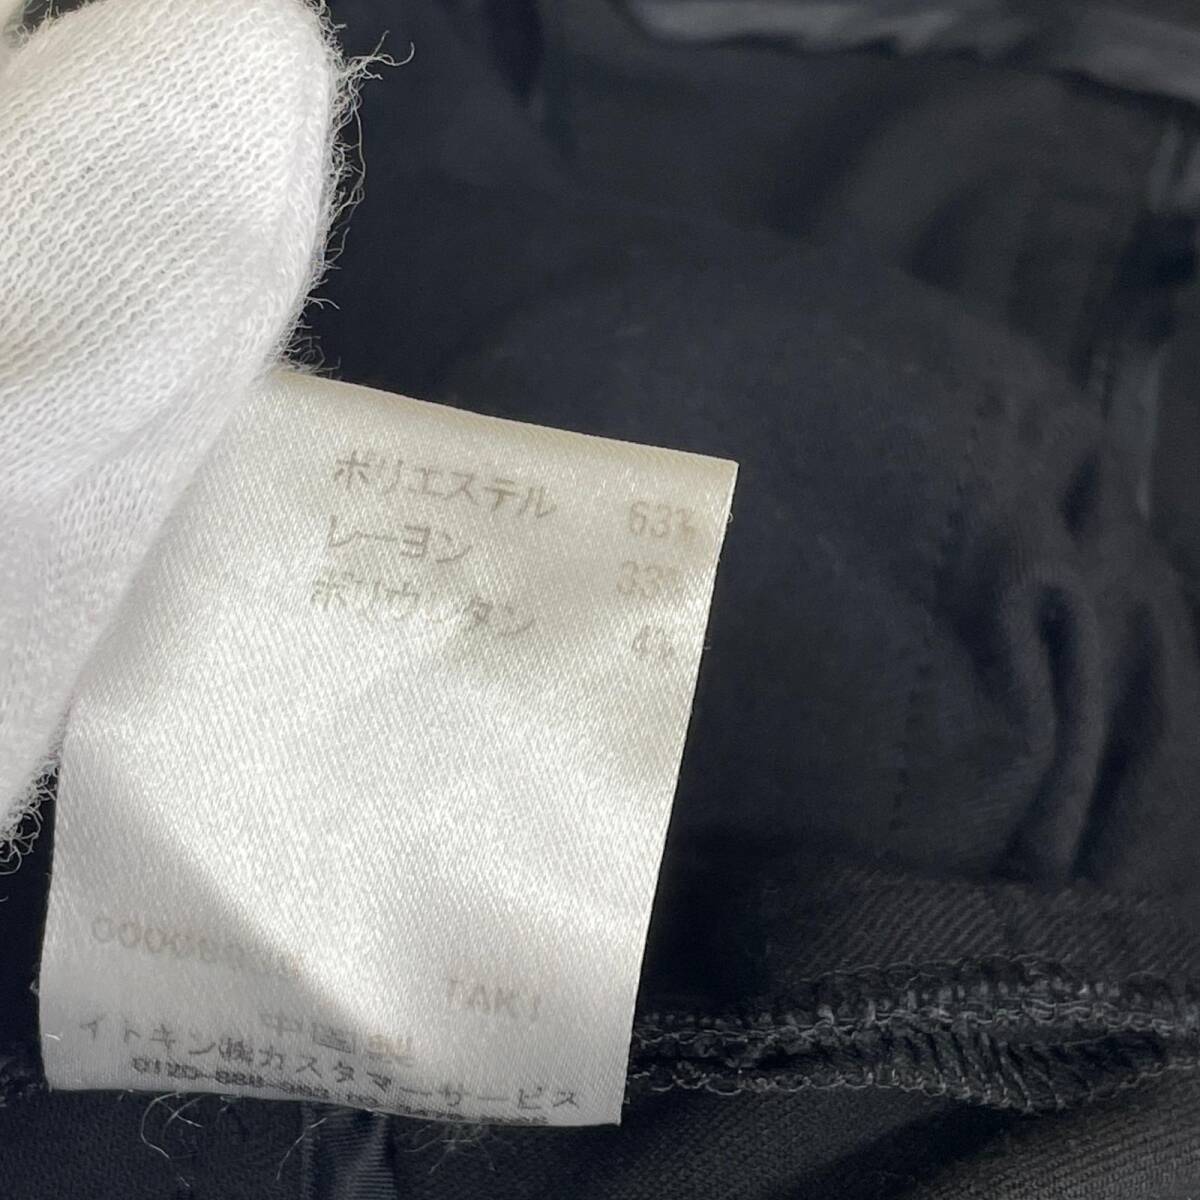 ポリエステル 63%
レーヨン 33%
ポリウレタン 4%
TAKI
中国製
イトキン㈱カスタマーサービス